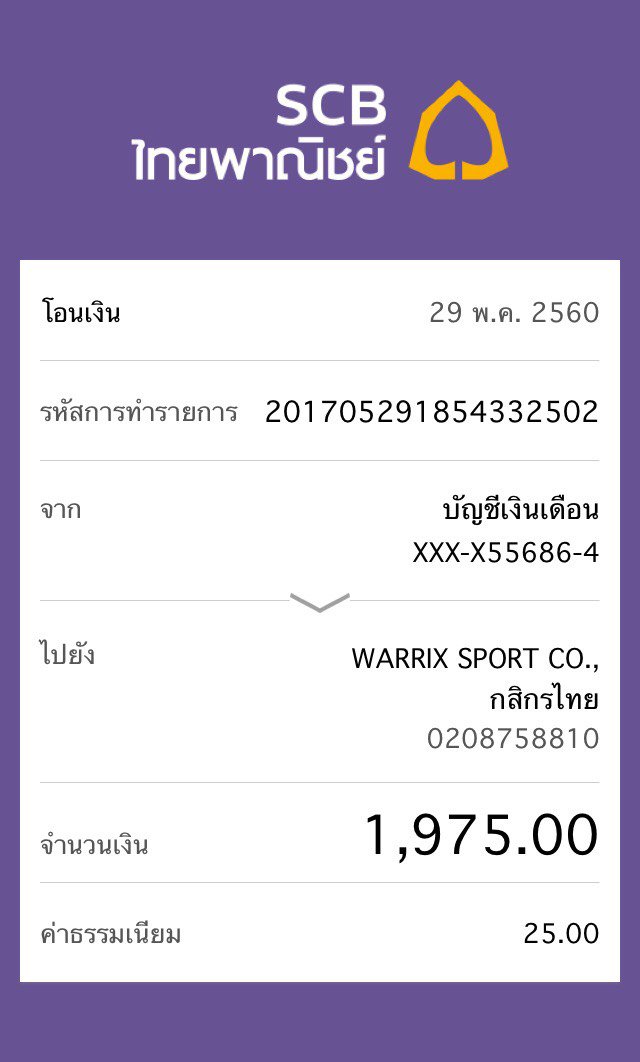 SCB
ไทยพาณิชย์
โอนเงิน 29 พ.ค. 2560
รหัสการทำรายการ 201705291854332502
จาก บัญชีเงินเดือน
XXX-X55686-4
ไปยัง WARRIX SPORT CO.,
กสิกรไทย
0208758810
จำนวนเงิน 1,975.00
ค่าธรรมเนียม 25.00